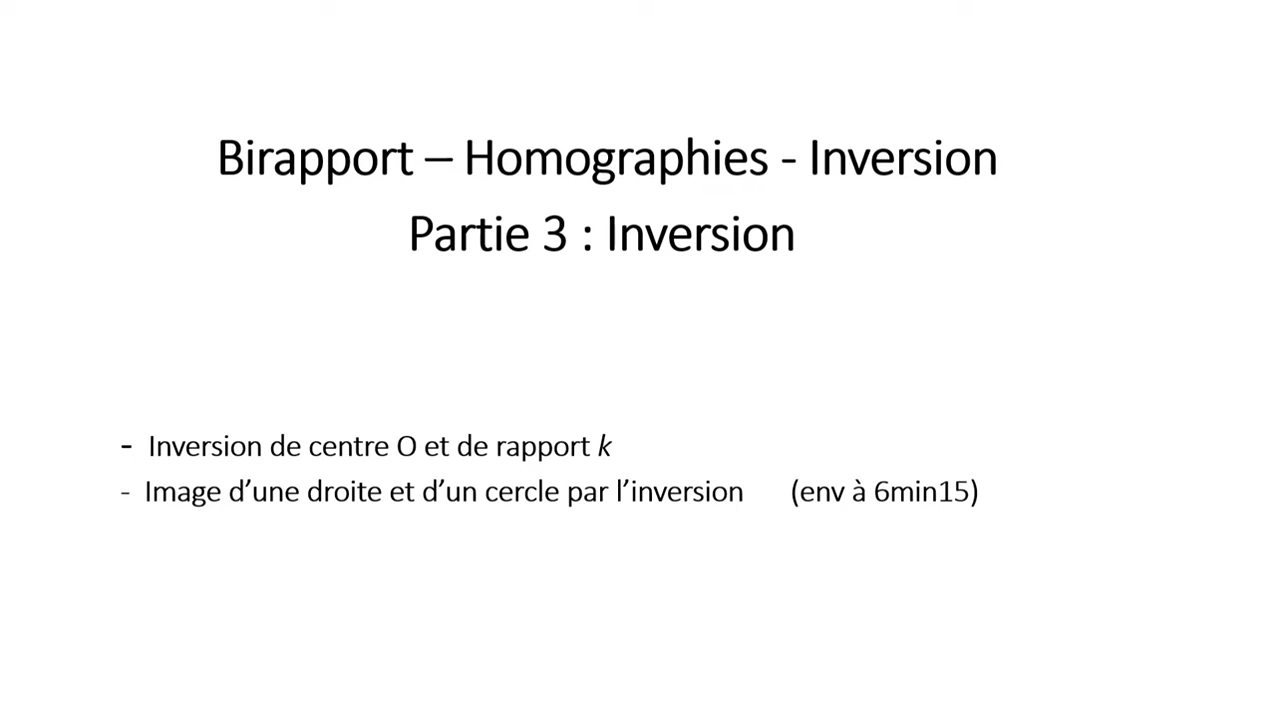 Birapport – Homographies - Inversion
Partie 3 : Inversion
- Inversion de centre O et de rapport k
- Image d’une droite et d’un cercle par l’inversion (env à 6min15)